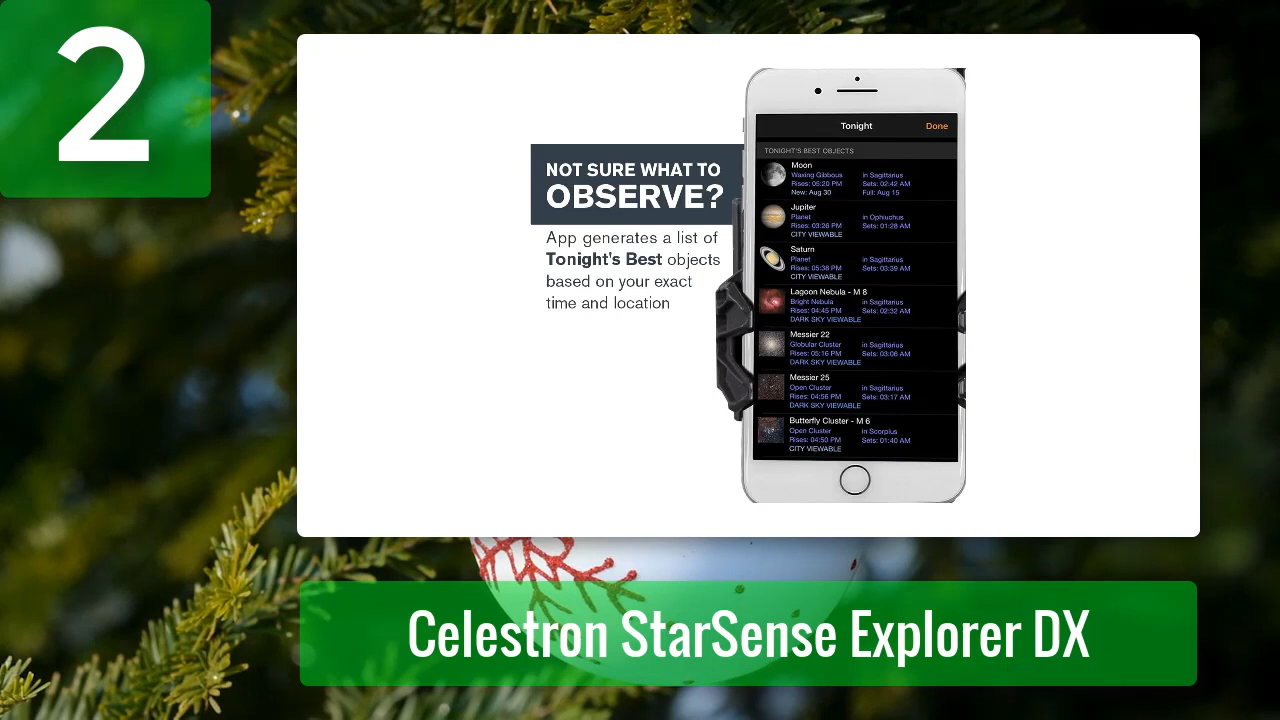 2
NOT SURE WHAT TO
OBSERVE?
App generates a list of
Tonight's Best objects
based on your exact
time and location
Tonight
Done
TONIGHT'S BEST OBJECTS
Moon
Waxing Gibbous in Sagittarius
Rises: 05:20 PM Sets: 02:42 AM
New: Aug 30 Full: Aug 15
Jupiter
Planet in Ophiuchus
Rises: 03:26 PM Sets: 01:28 AM
CITY VIEWABLE
Saturn
Planet in Sagittarius
Rises: 05:38 PM Sets: 03:39 AM
CITY VIEWABLE
Lagoon Nebula - M 8
Bright Nebula in Sagittarius
Rises: 04:45 PM Sets: 02:32 AM
DARK SKY VIEWABLE
Messier 22
Globular Cluster in Sagittarius
Rises: 05:16 PM Sets: 03:06 AM
DARK SKY VIEWABLE
Messier 25
Open Cluster in Sagittarius
Rises: 04:56 PM Sets: 03:17 AM
DARK SKY VIEWABLE
Butterfly Cluster - M 6
Open Cluster in Scorpius
Rises: 04:50 PM Sets: 01:40 AM
CITY VIEWABLE
Celestron StarSense Explorer DX